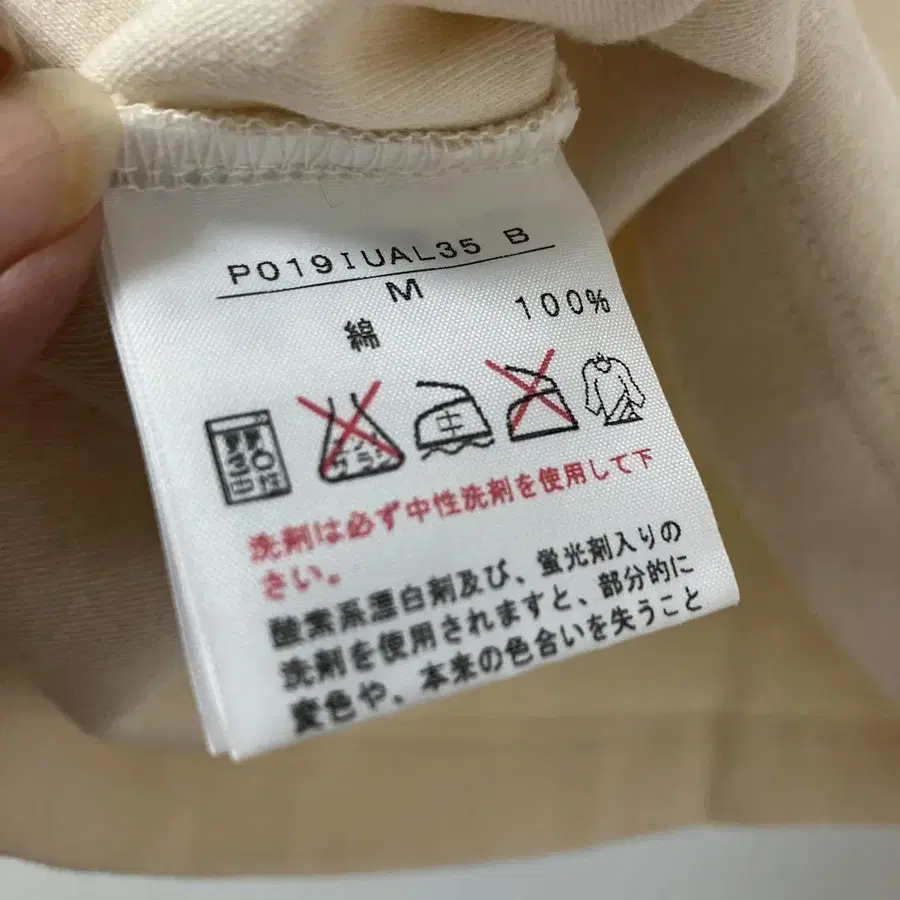 P019IUAL35 B
M
綿 100%
中
洗剤は必ず中性洗剤を使用して下
さい。
酸素系漂白剤及び、蛍光剤入りの
洗剤を使用されますと、部分的に
変色や、本来の色合いを失うこと